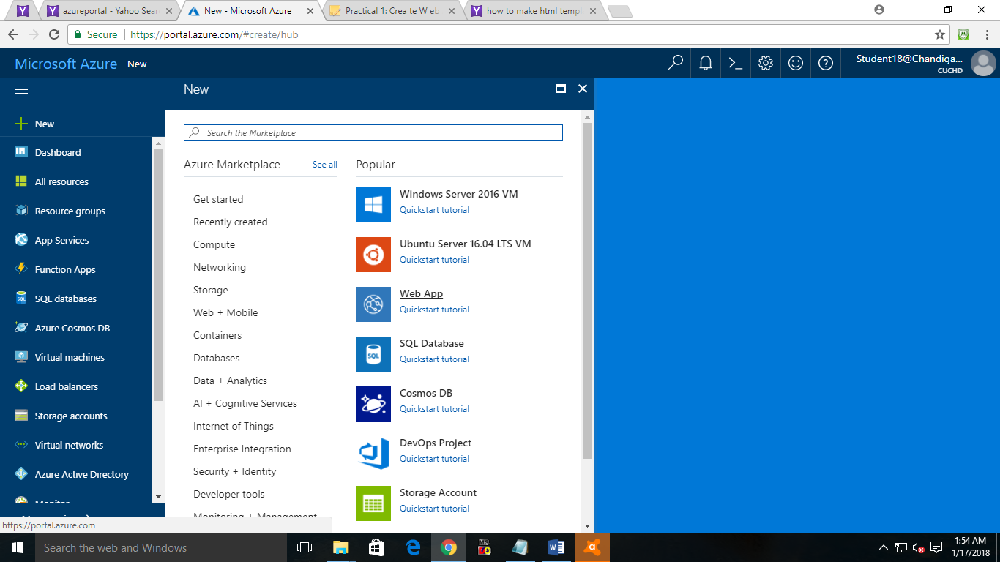 azureportal - Yahoo Sear
New - Microsoft Azure
Practical 1: Crea te W eb
how to make html templ
Secure
https://portal.azure.com/#create/hub
Microsoft Azure
New
Student18@Chandiga...
CUCHD
New
Dashboard
All resources
Resource groups
App Services
Function Apps
SQL databases
Azure Cosmos DB
Virtual machines
Load balancers
Storage accounts
Virtual networks
Azure Active Directory
Monitor
New
Search the Marketplace
Azure Marketplace
See all
Get started
Recently created
Compute
Networking
Storage
Web + Mobile
Containers
Databases
Data + Analytics
AI + Cognitive Services
Internet of Things
Enterprise Integration
Security + Identity
Developer tools
Monitoring + Management
Popular
Windows Server 2016 VM
Quickstart tutorial
Ubuntu Server 16.04 LTS VM
Quickstart tutorial
Web App
Quickstart tutorial
SQL Database
Quickstart tutorial
Cosmos DB
Quickstart tutorial
DevOps Project
Quickstart tutorial
Storage Account
Quickstart tutorial
https://portal.azure.com
Search the web and Windows
1:54 AM
1/17/2018